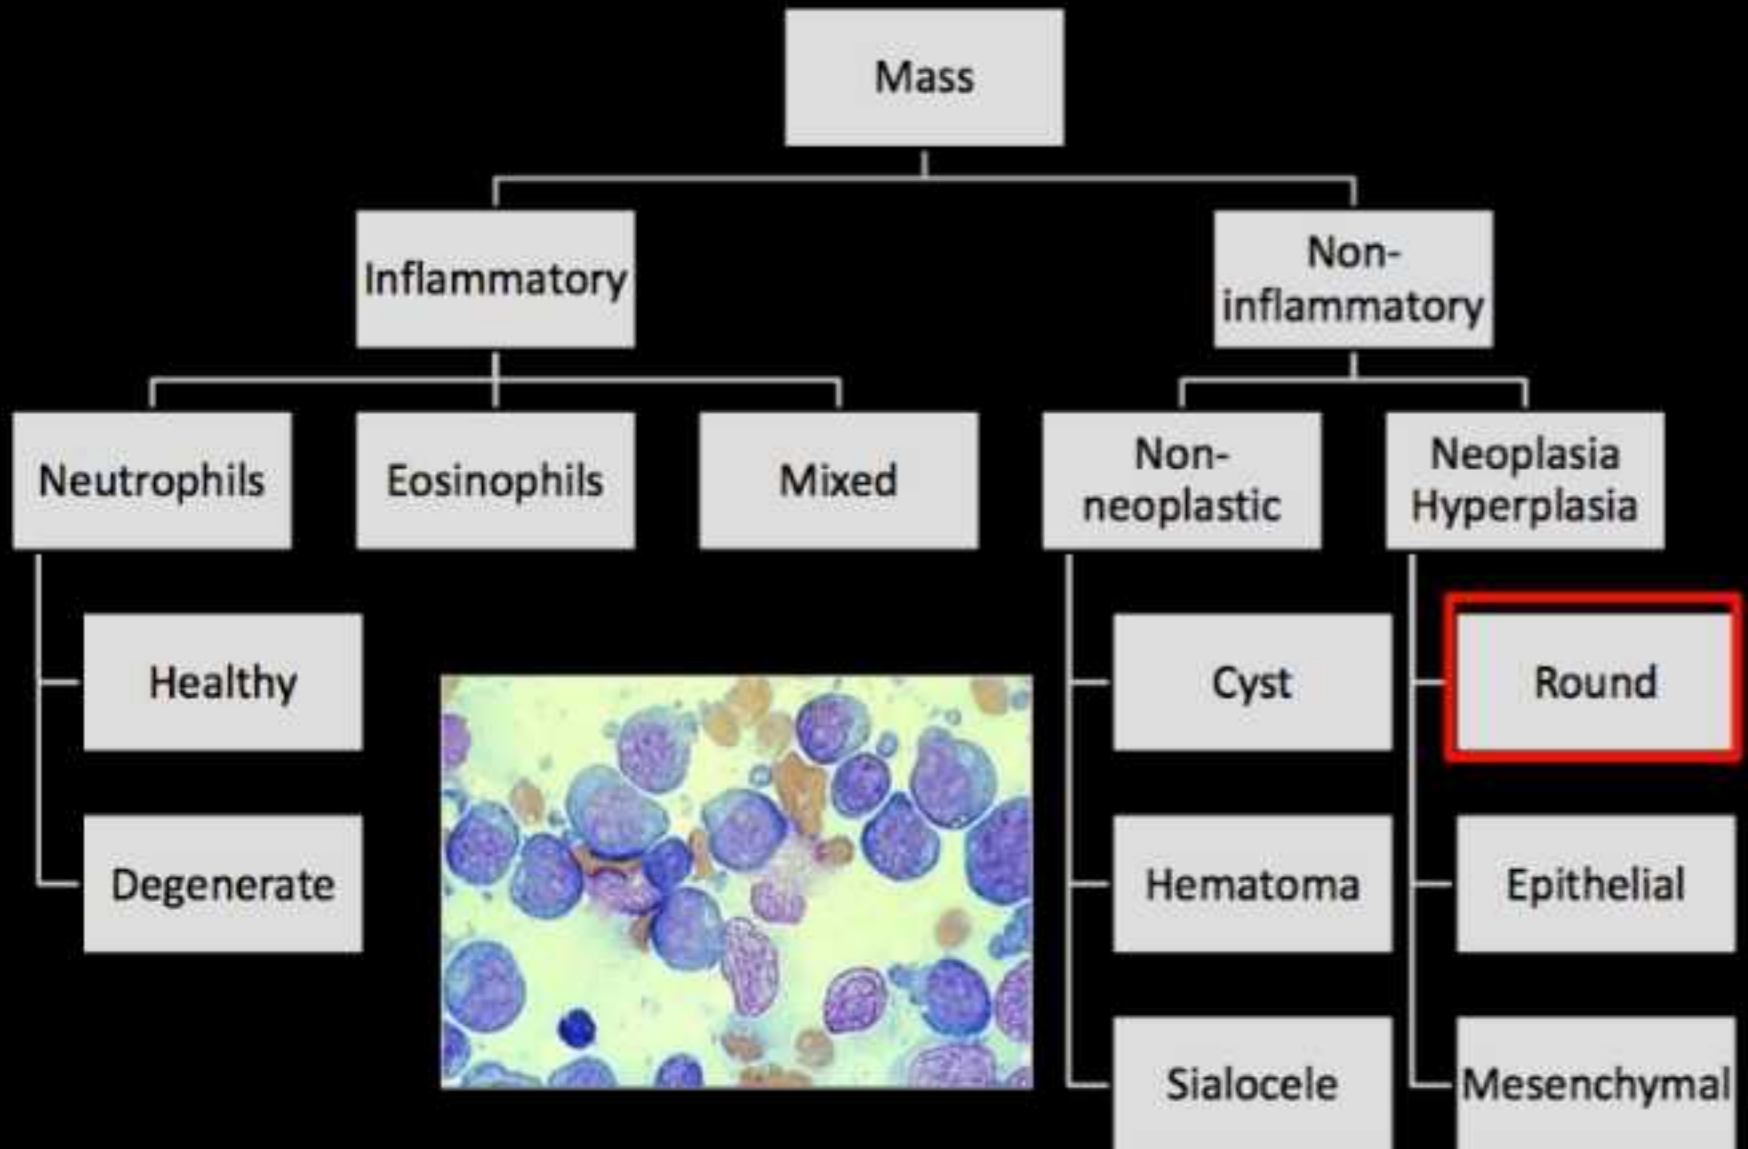 Mass
Inflammatory
Non-
inflammatory
Neutrophils
Eosinophils
Mixed
Non-
neoplastic
Neoplasia
Hyperplasia
Healthy
Cyst
Round
Degenerate
Hematoma
Epithelial
Sialocele
Mesenchymal